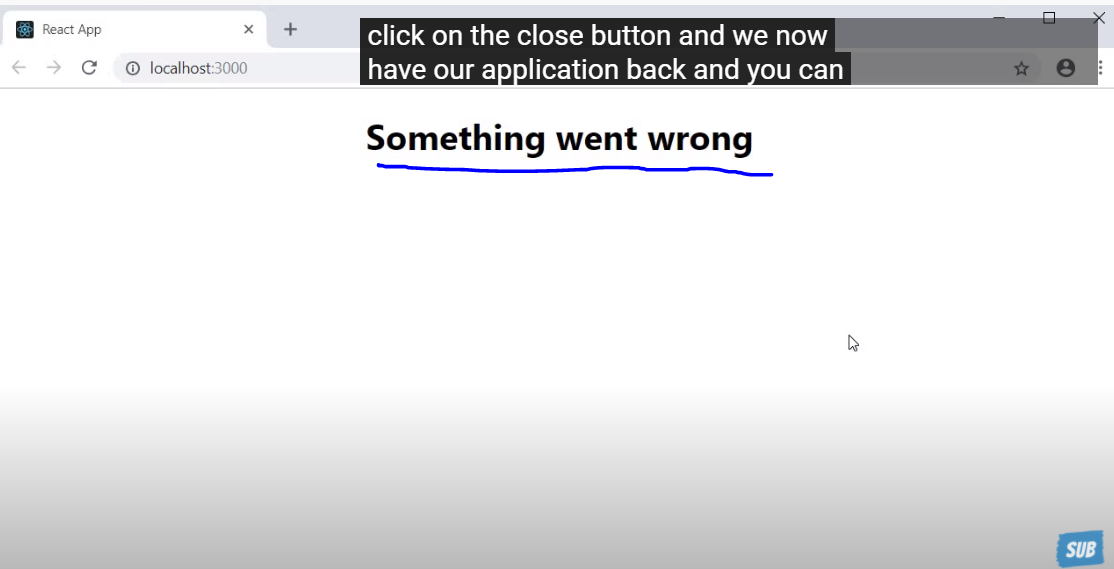 React App
click on the close button and we now
localhost:3000
have our application back and you can
Something went wrong
SUB